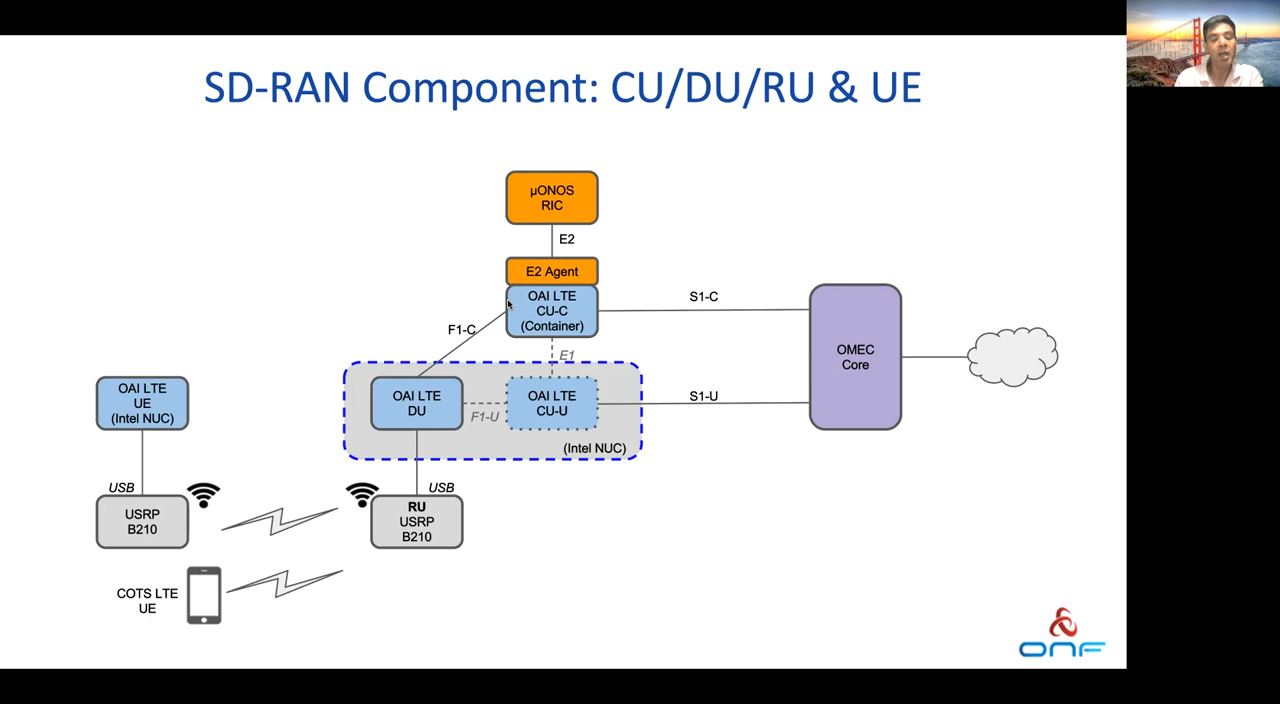 SD-RAN Component: CU/DU/RU & UE
µONOS
RIC
E2
E2 Agent
OAI LTE
CU-C
(Container)
S1-C
F1-C
E1
OMEC
Core
OAI LTE
UE
(Intel NUC)
OAI LTE
DU
F1-U
OAI LTE
CU-U
S1-U
(Intel NUC)
USB
USB
USRP
B210
RU
USRP
B210
COTS LTE
UE
ONF